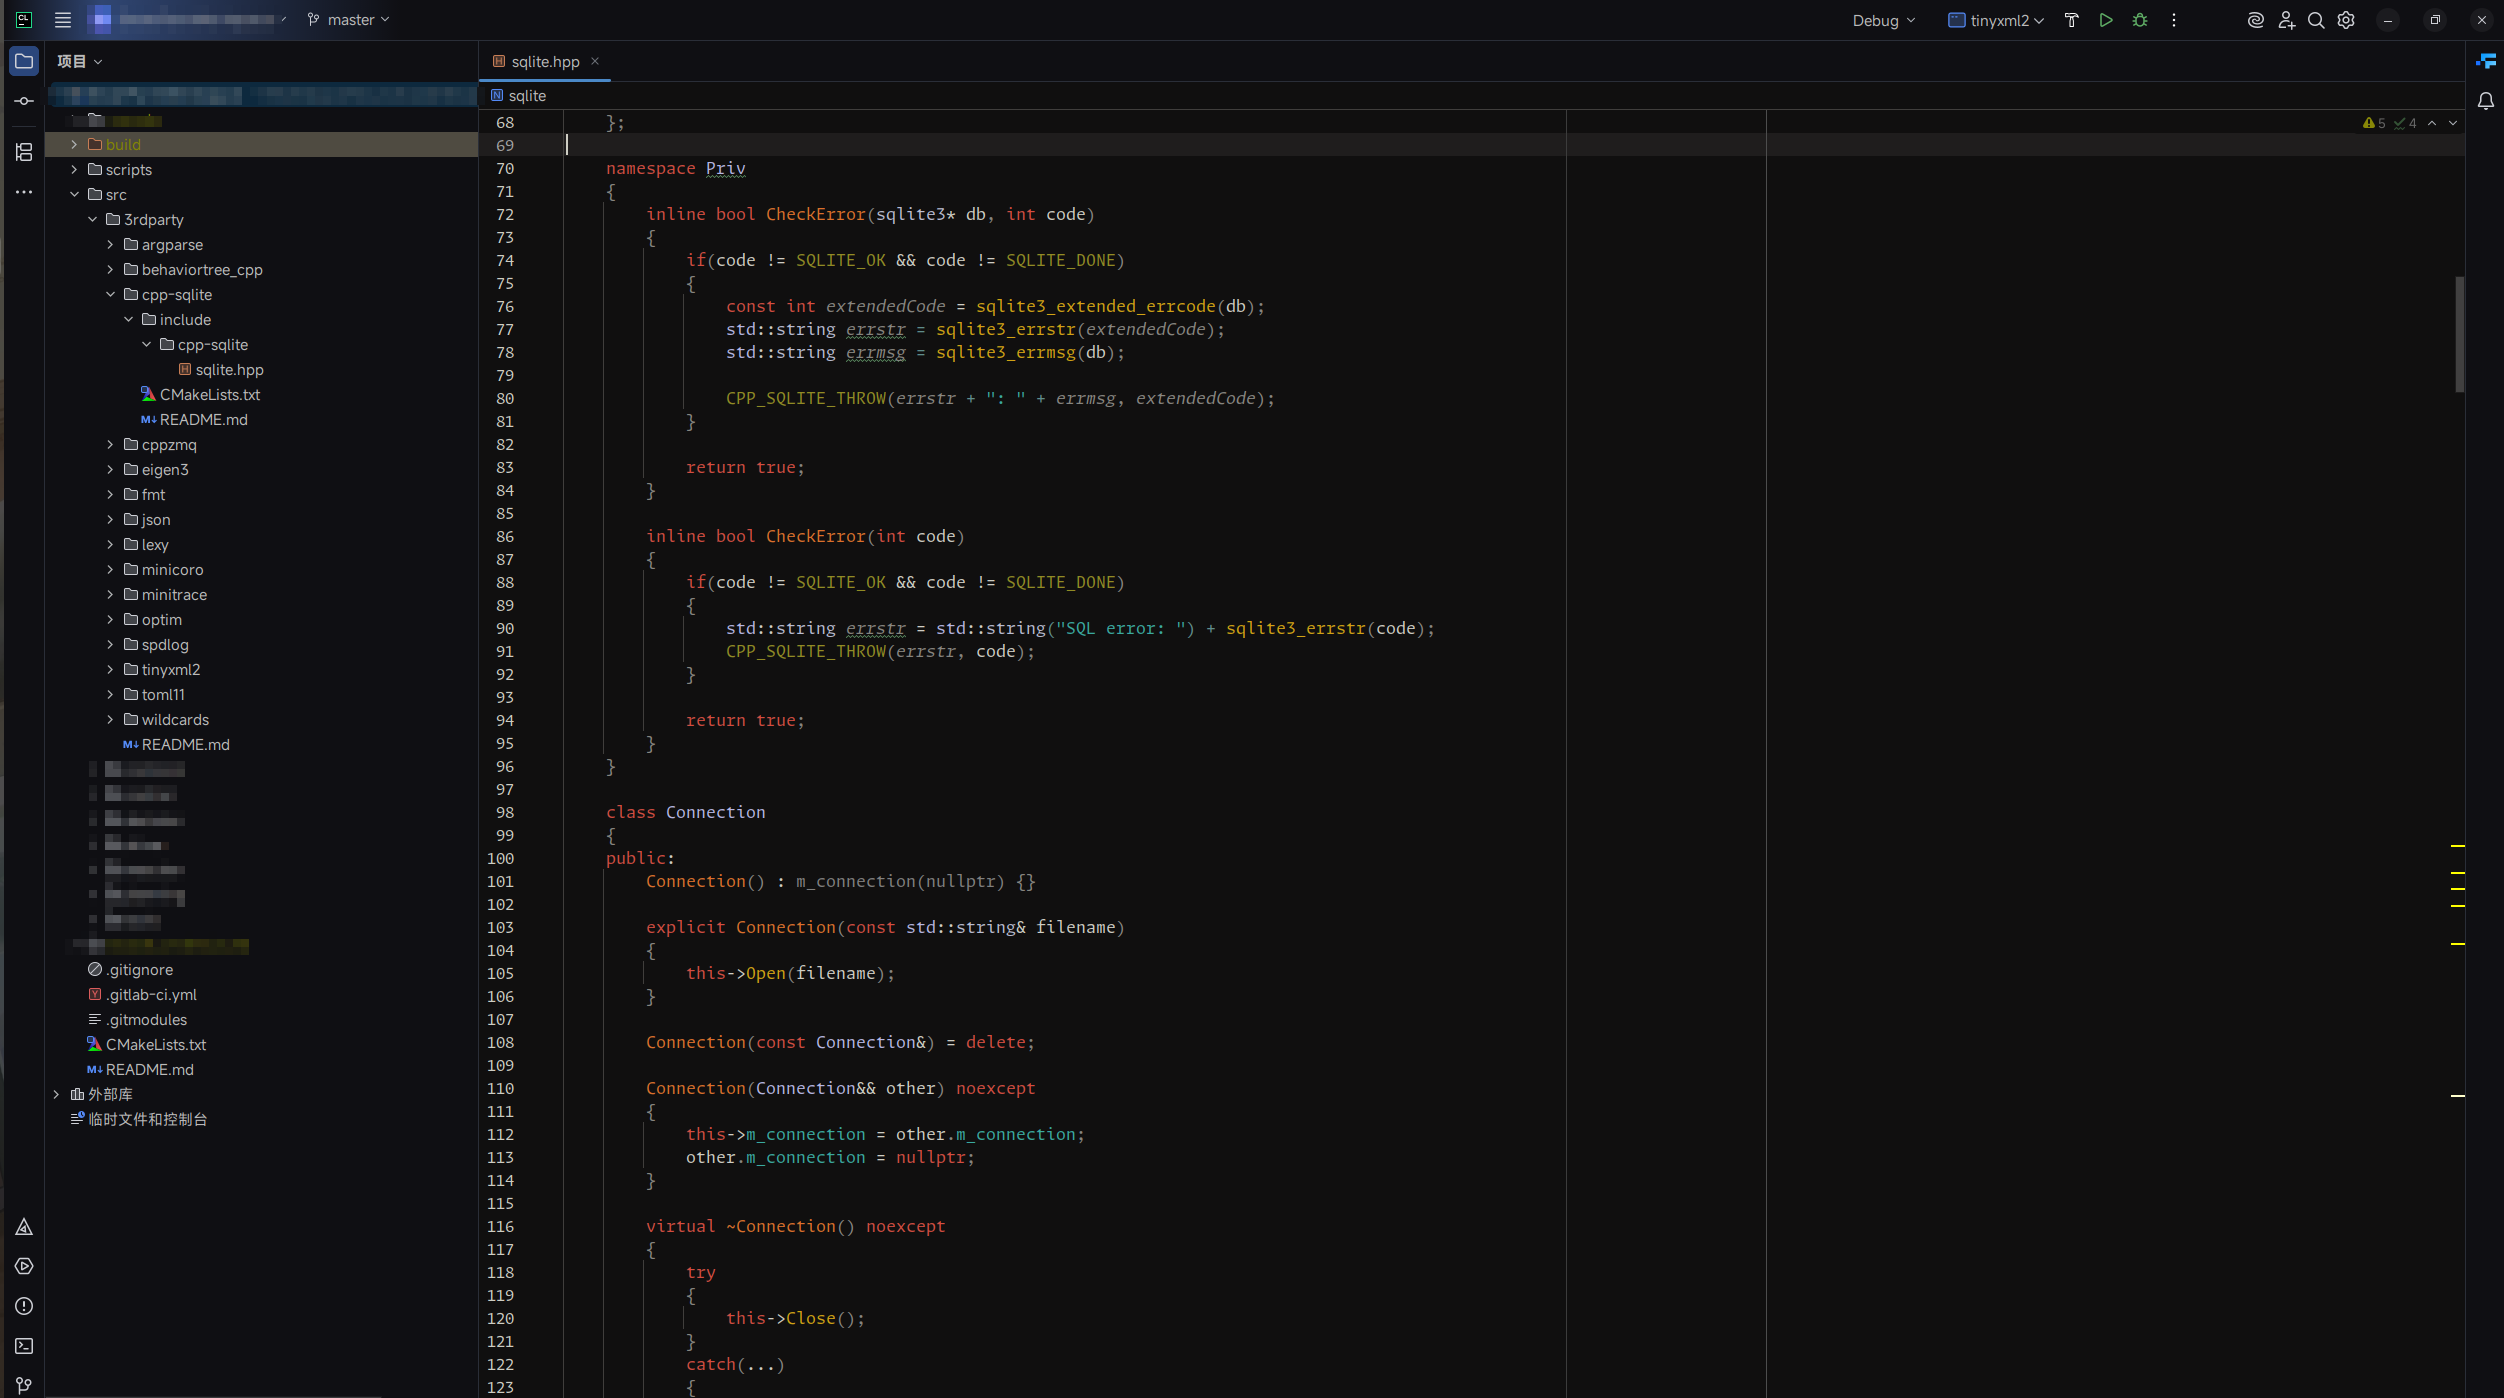 CL
master
Debug
tinyxml2
项目
build
scripts
src
3rdparty
argparse
behaviortree_cpp
cpp-sqlite
include
cpp-sqlite
sqlite.hpp
CMakeLists.txt
M↓ README.md
cppzmq
eigen3
fmt
json
lexy
minicoro
minitrace
optim
spdlog
tinyxml2
toml11
wildcards
M↓ README.md
.gitignore
.gitlab-ci.yml
.gitmodules
CMakeLists.txt
M↓ README.md
外部库
临时文件和控制台
H sqlite.hpp
N sqlite
5 4
68 };
69
70 namespace Priv
71 {
72 inline bool CheckError(sqlite3* db, int code)
73 {
74 if(code != SQLITE_OK && code != SQLITE_DONE)
75 {
76 const int extendedCode = sqlite3_extended_errcode(db);
77 std::string errstr = sqlite3_errstr(extendedCode);
78 std::string errmsg = sqlite3_errmsg(db);
79
80 CPP_SQLITE_THROW(errstr + ": " + errmsg, extendedCode);
81 }
82
83 return true;
84 }
85
86 inline bool CheckError(int code)
87 {
88 if(code != SQLITE_OK && code != SQLITE_DONE)
89 {
90 std::string errstr = std::string("SQL error: ") + sqlite3_errstr(code);
91 CPP_SQLITE_THROW(errstr, code);
92 }
93
94 return true;
95 }
96 }
97
98 class Connection
99 {
100 public:
101 Connection() : m_connection(nullptr) {}
102
103 explicit Connection(const std::string& filename)
104 {
105 this->Open(filename);
106 }
107
108 Connection(const Connection&) = delete;
109
110 Connection(Connection&& other) noexcept
111 {
112 this->m_connection = other.m_connection;
113 other.m_connection = nullptr;
114 }
115
116 virtual ~Connection() noexcept
117 {
118 try
119 {
120 this->Close();
121 }
122 catch(...)
123 {